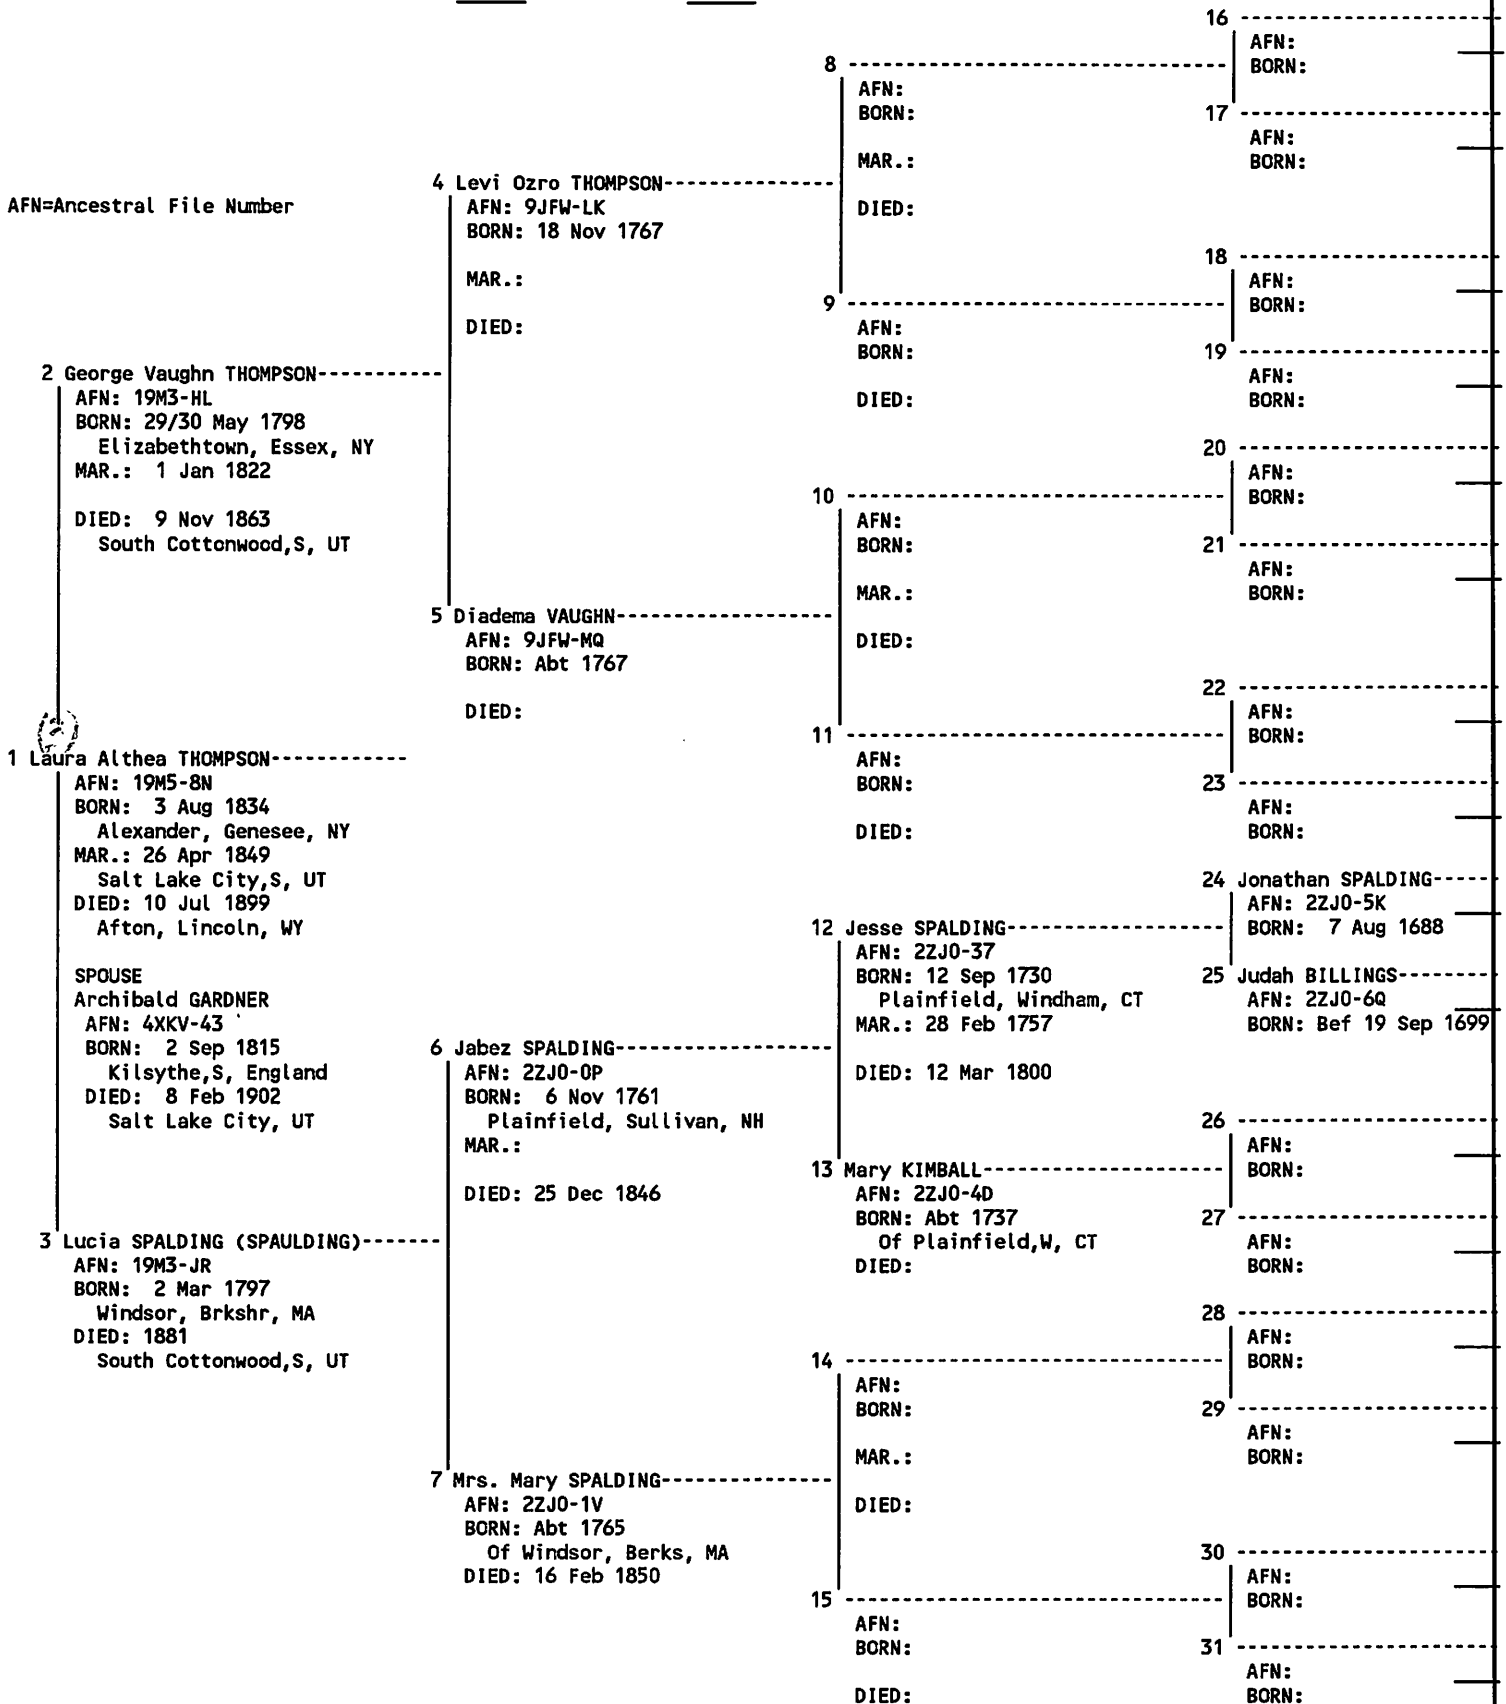 AFN=Ancestral File Number
1 Laura Althea THOMPSON------------
AFN: 19M5-8N
BORN:  3 Aug 1834
Alexander, Genesee, NY
MAR.: 26 Apr 1849
Salt Lake City,S, UT
DIED: 10 Jul 1899
Afton, Lincoln, WY
SPOUSE
Archibald GARDNER
AFN: 4XKV-43
BORN:  2 Sep 1815
Kilsythe,S, England
DIED:  8 Feb 1902
Salt Lake City, UT
2 George Vaughn THOMPSON-----------
AFN: 19M3-HL
BORN: 29/30 May 1798
Elizabethtown, Essex, NY
MAR.:  1 Jan 1822
DIED:  9 Nov 1863
South Cottonwood,S, UT
3 Lucia SPALDING (SPAULDING)-------
AFN: 19M3-JR
BORN:  2 Mar 1797
Windsor, Brkshr, MA
DIED: 1881
South Cottonwood,S, UT
4 Levi Ozro THOMPSON---------------
AFN: 9JFW-LK
BORN: 18 Nov 1767
MAR.:
DIED:
5 Diadema VAUGHN-------------------
AFN: 9JFW-MQ
BORN: Abt 1767
DIED:
6 Jabez SPALDING-------------------
AFN: 2ZJ0-0P
BORN:  6 Nov 1761
Plainfield, Sullivan, NH
MAR.:
DIED: 25 Dec 1846
7 Mrs. Mary SPALDING---------------
AFN: 2ZJ0-1V
BORN: Abt 1765
Of Windsor, Berks, MA
DIED: 16 Feb 1850
8 ---------------------------------
AFN:
BORN:
MAR.:
DIED:
9 ---------------------------------
AFN:
BORN:
DIED:
10 ---------------------------------
AFN:
BORN:
MAR.:
DIED:
11 ---------------------------------
AFN:
BORN:
DIED:
12 Jesse SPALDING-------------------
AFN: 2ZJ0-37
BORN: 12 Sep 1730
Plainfield, Windham, CT
MAR.: 28 Feb 1757
DIED: 12 Mar 1800
13 Mary KIMBALL---------------------
AFN: 2ZJ0-4D
BORN: Abt 1737
Of Plainfield,W, CT
DIED:
14 ---------------------------------
AFN:
BORN:
MAR.:
DIED:
15 ---------------------------------
AFN:
BORN:
DIED:
16 -----------------------
AFN:
BORN:
17 -----------------------
AFN:
BORN:
18 -----------------------
AFN:
BORN:
19 -----------------------
AFN:
BORN:
20 -----------------------
AFN:
BORN:
21 -----------------------
AFN:
BORN:
22 -----------------------
AFN:
BORN:
23 -----------------------
AFN:
BORN:
24 Jonathan SPALDING------
AFN: 2ZJ0-5K
BORN:  7 Aug 1688
25 Judah BILLINGS---------
AFN: 2ZJ0-6Q
BORN: Bef 19 Sep 1699
26 -----------------------
AFN:
BORN:
27 -----------------------
AFN:
BORN:
28 -----------------------
AFN:
BORN:
29 -----------------------
AFN:
BORN:
30 -----------------------
AFN:
BORN:
31 -----------------------
AFN:
BORN: